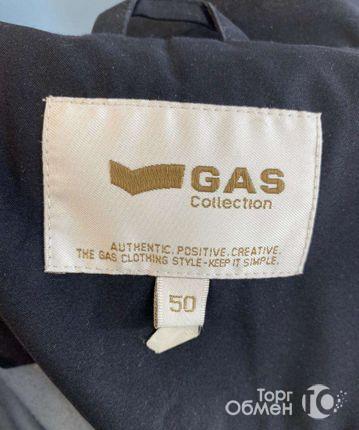 GAS
Collection
AUTHENTIC. POSITIVE. CREATIVE.
THE GAS CLOTHING STYLE-KEEP IT SIMPLE.
50
Торг
Обмен